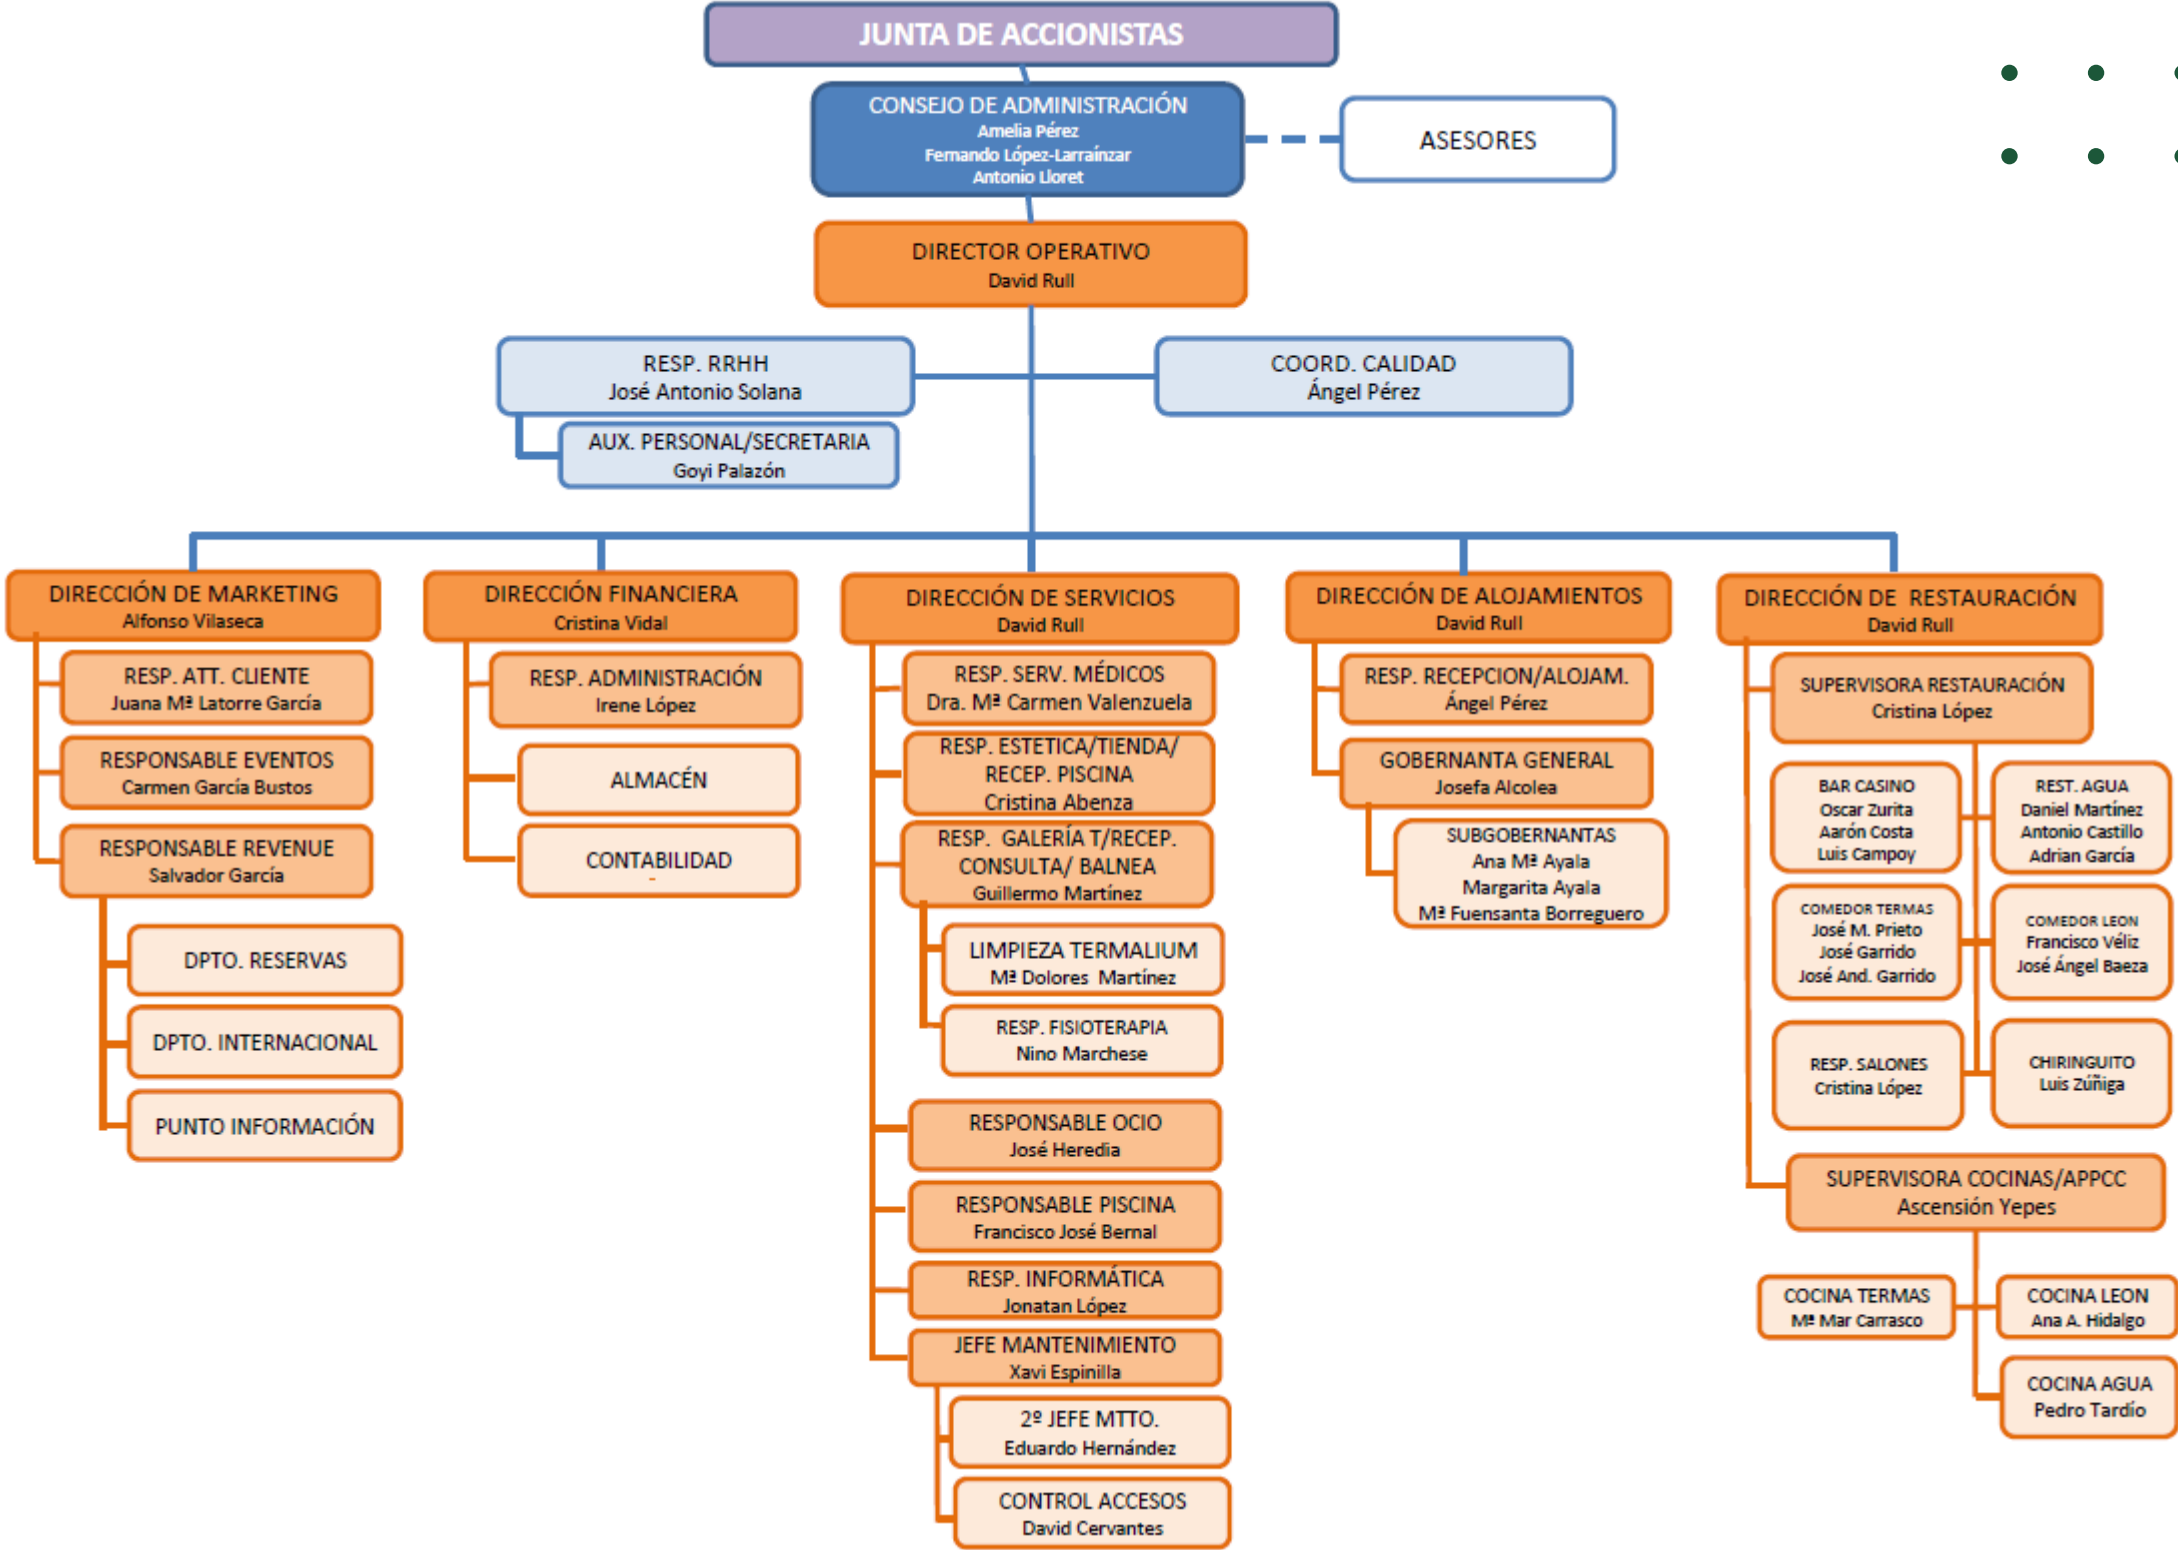 JUNTA DE ACCIONISTAS
CONSEJO DE ADMINISTRACIÓN
Amelia Pérez
Fernando López-Larraínzar
Antonio Lloret
ASESORES
DIRECTOR OPERATIVO
David Rull
RESP. RRHH
José Antonio Solana
COORD. CALIDAD
Ángel Pérez
AUX. PERSONAL/SECRETARIA
Goyi Palazón
DIRECCIÓN DE MARKETING
Alfonso Vilaseca
RESP. ATT. CLIENTE
Juana Mª Latorre García
RESPONSABLE EVENTOS
Carmen García Bustos
RESPONSABLE REVENUE
Salvador García
DPTO. RESERVAS
DPTO. INTERNACIONAL
PUNTO INFORMACIÓN
DIRECCIÓN FINANCIERA
Cristina Vidal
RESP. ADMINISTRACIÓN
Irene López
ALMACÉN
CONTABILIDAD
-
DIRECCIÓN DE SERVICIOS
David Rull
RESP. SERV. MÉDICOS
Dra. Mª Carmen Valenzuela
RESP. ESTETICA/TIENDA/
RECEP. PISCINA
Cristina Abenza
RESP. GALERÍA T/RECEP.
CONSULTA/ BALNEA
Guillermo Martínez
LIMPIEZA TERMALIUM
Mª Dolores Martínez
RESP. FISIOTERAPIA
Nino Marchese
RESPONSABLE OCIO
José Heredia
RESPONSABLE PISCINA
Francisco José Bernal
RESP. INFORMÁTICA
Jonatan López
JEFE MANTENIMIENTO
Xavi Espinilla
2º JEFE MTTO.
Eduardo Hernández
CONTROL ACCESOS
David Cervantes
DIRECCIÓN DE ALOJAMIENTOS
David Rull
RESP. RECEPCION/ALOJAM.
Ángel Pérez
GOBERNANTA GENERAL
Josefa Alcolea
SUBGOBERNANTAS
Ana Mª Ayala
Margarita Ayala
Mª Fuensanta Borreguero
DIRECCIÓN DE RESTAURACIÓN
David Rull
SUPERVISORA RESTAURACIÓN
Cristina López
BAR CASINO
Oscar Zurita
Aarón Costa
Luis Campoy
REST. AGUA
Daniel Martínez
Antonio Castillo
Adrian García
COMEDOR TERMAS
José M. Prieto
José Garrido
José And. Garrido
COMEDOR LEON
Francisco Véliz
José Ángel Baeza
RESP. SALONES
Cristina López
CHIRINGUITO
Luis Zúñiga
SUPERVISORA COCINAS/APPCC
Ascensión Yepes
COCINA TERMAS
Mª Mar Carrasco
COCINA LEON
Ana A. Hidalgo
COCINA AGUA
Pedro Tardío